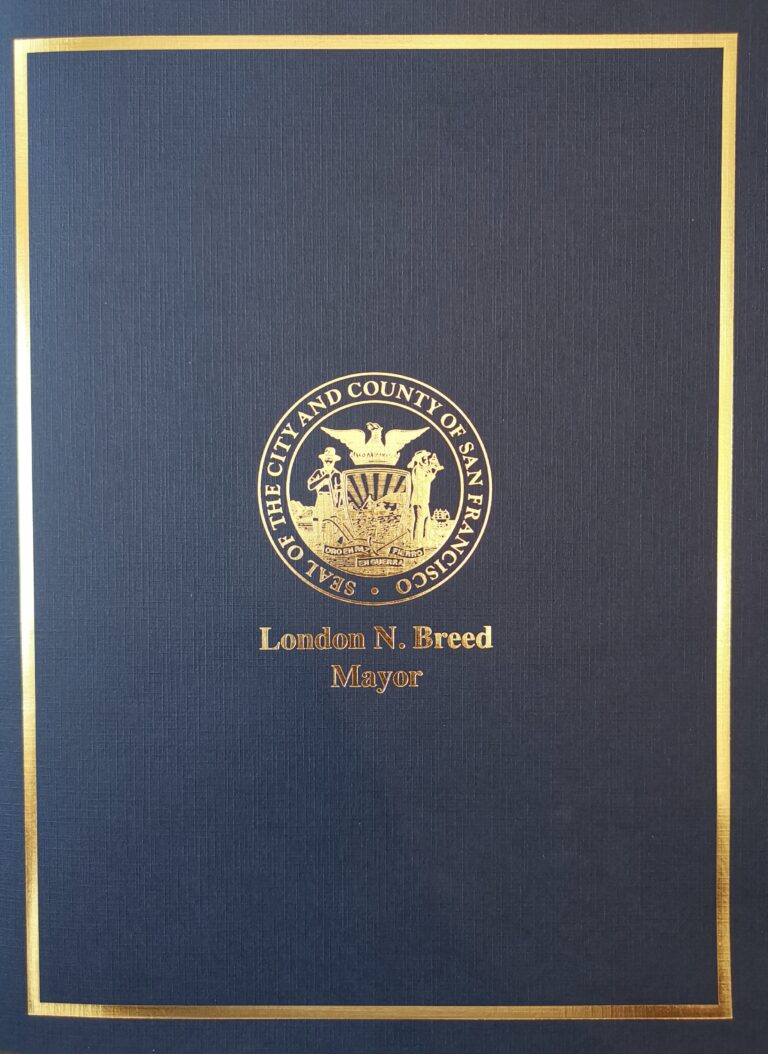 SEAL OF THE CITY AND COUNTY OF SAN FRANCISCO
ORO EN PAZ
FIERRO
EN GUERRA
London N. Breed
Mayor